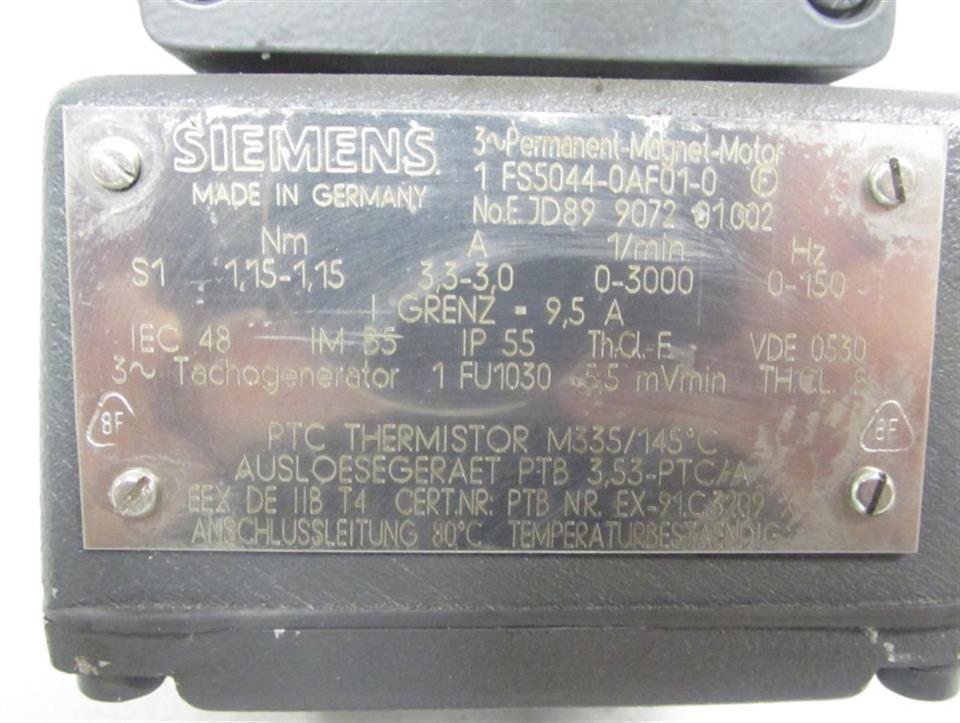 SIEMENS
MADE IN GERMANY
3~Permanent-Magnet-Motor
1 FS5044-0AF01-0 F
No.E JD89 9072 01 002
Nm A 1/min Hz
S1 1,15-1,15 3,3-3,0 0-3000 0-150
I GRENZ = 9,5 A
IEC 48 IM B5 IP 55 Th.Cl.F VDE 0530
3~ Tachogenerator 1 FU1030 5,5 mVmin TH.CL.
8F
8F
PTC THERMISTOR M335/145°C
AUSLOESEGERAET PTB 3,53-PTC/A
EEX DE IIB T4 CERT.NR: PTB NR. EX-91.C.3209 X
ANSCHLUSSLEITUNG 80°C TEMPERATURBESTAENDIG